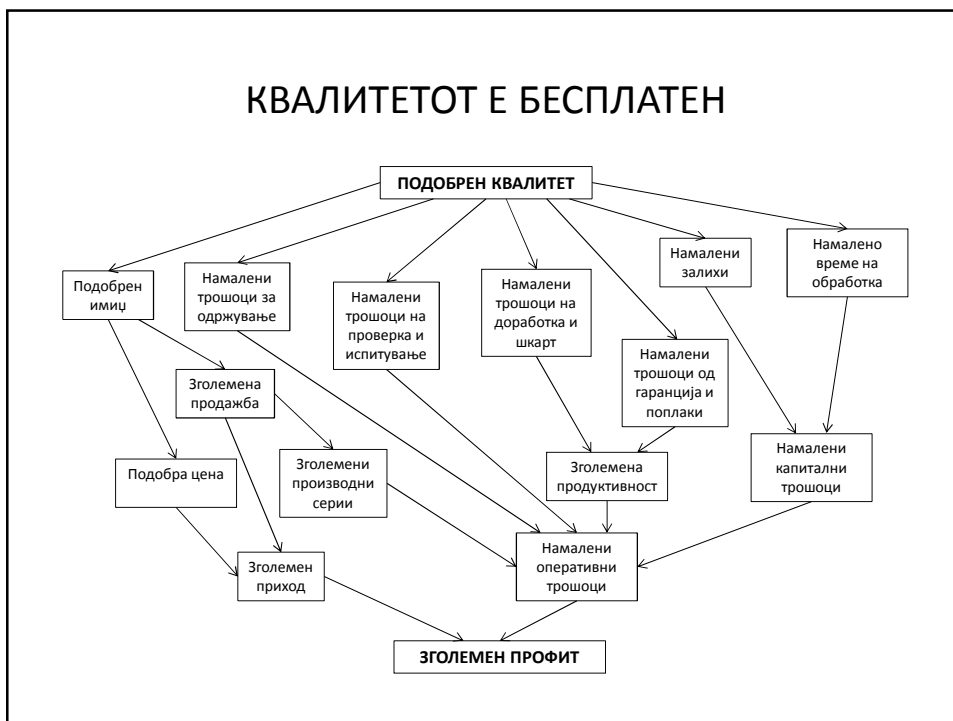 КВАЛИТЕТОТ Е БЕСПЛАТЕН
ПОДОБРЕН КВАЛИТЕТ
Подобрен
имиџ
Намалени
трошоци за
одржување
Намалени
трошоци на
проверка и
испитување
Намалени
трошоци на
доработка и
шкарт
Намалени
трошоци од
гаранција и
поплаки
Намалени
залихи
Намалено
време на
обработка
Зголемена
продажба
Подобра цена
Зголемени
производни
серии
Зголемена
продуктивност
Намалени
капитални
трошоци
Зголемен
приход
Намалени
оперативни
трошоци
ЗГОЛЕМЕН ПРОФИТ